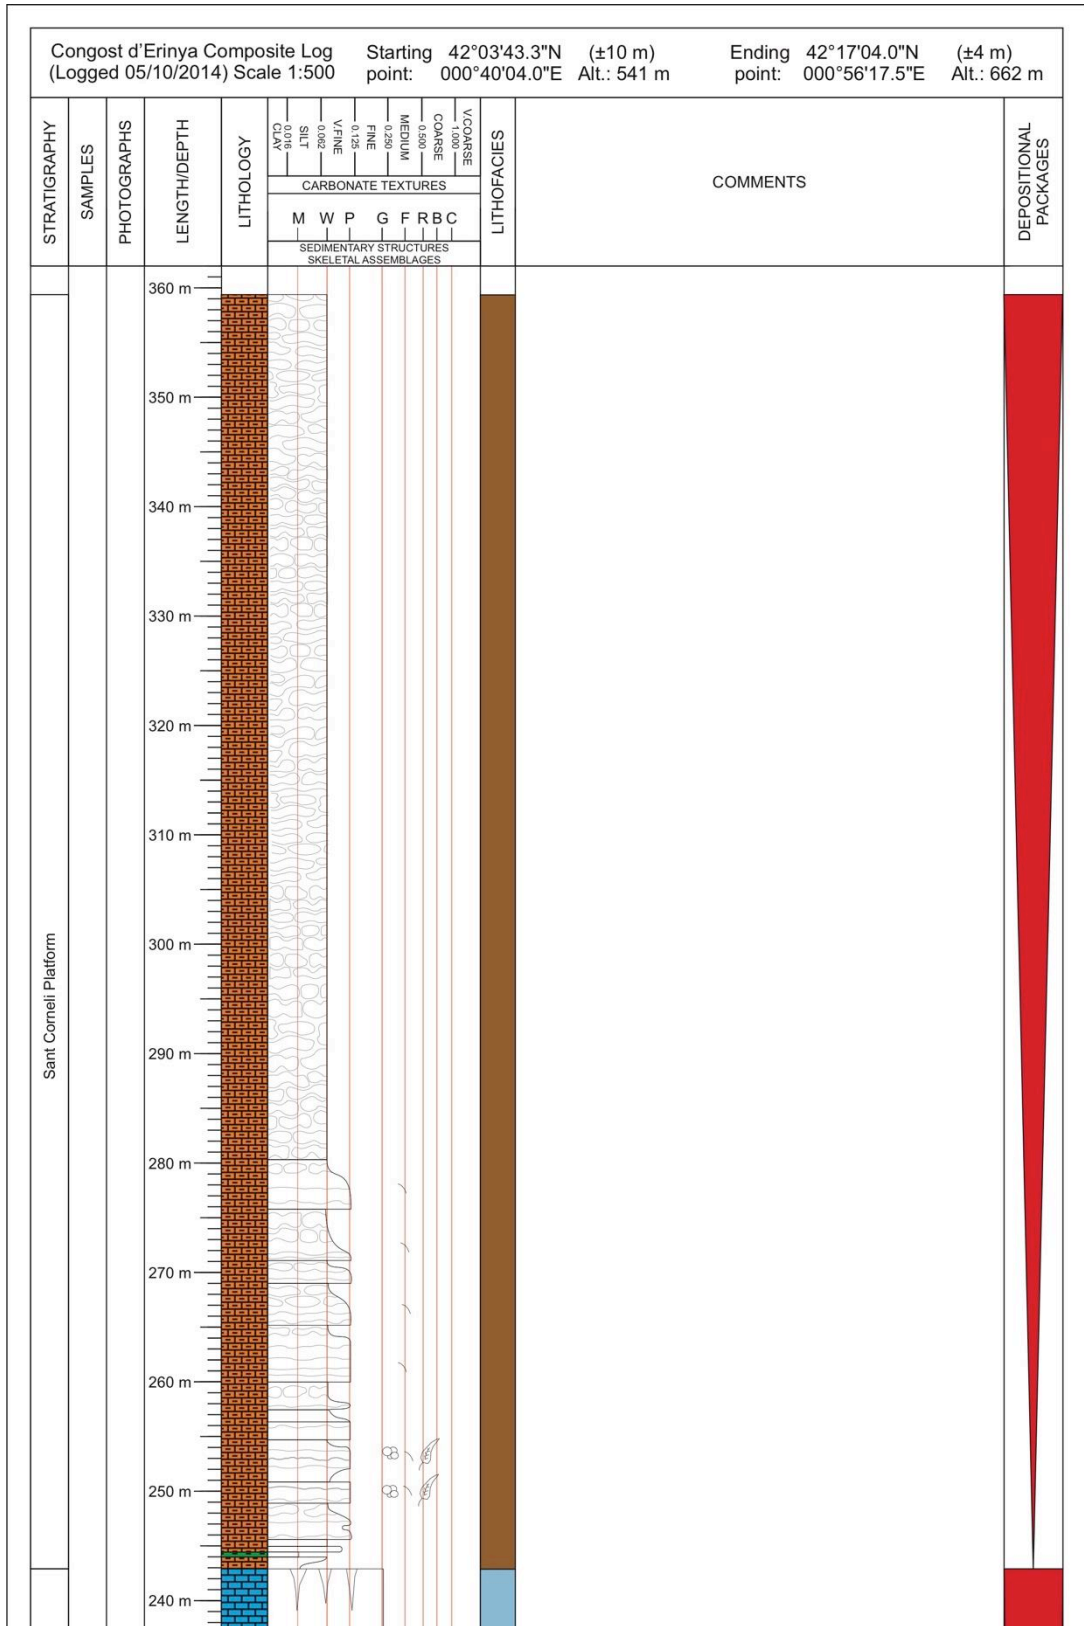 Congost d'Erinya Composite Log
(Logged 05/10/2014) Scale 1:500
Starting point: 42°03'43.3"N 000°40'04.0"E (±10 m) Alt.: 541 m
Ending point: 42°17'04.0"N 000°56'17.5"E (±4 m) Alt.: 662 m
STRATIGRAPHY
SAMPLES
PHOTOGRAPHS
LENGTH/DEPTH
LITHOLOGY
CLAY
0.016
SILT
0.062
V.FINE
0.125
FINE
0.250
MEDIUM
0.500
COARSE
1.000
V.COARSE
CARBONATE TEXTURES
M W P G F R B C
SEDIMENTARY STRUCTURES
SKELETAL ASSEMBLAGES
LITHOFACIES
COMMENTS
DEPOSITIONAL
PACKAGES
360 m
350 m
340 m
330 m
320 m
310 m
300 m
290 m
280 m
270 m
260 m
250 m
240 m
Sant Corneli Platform